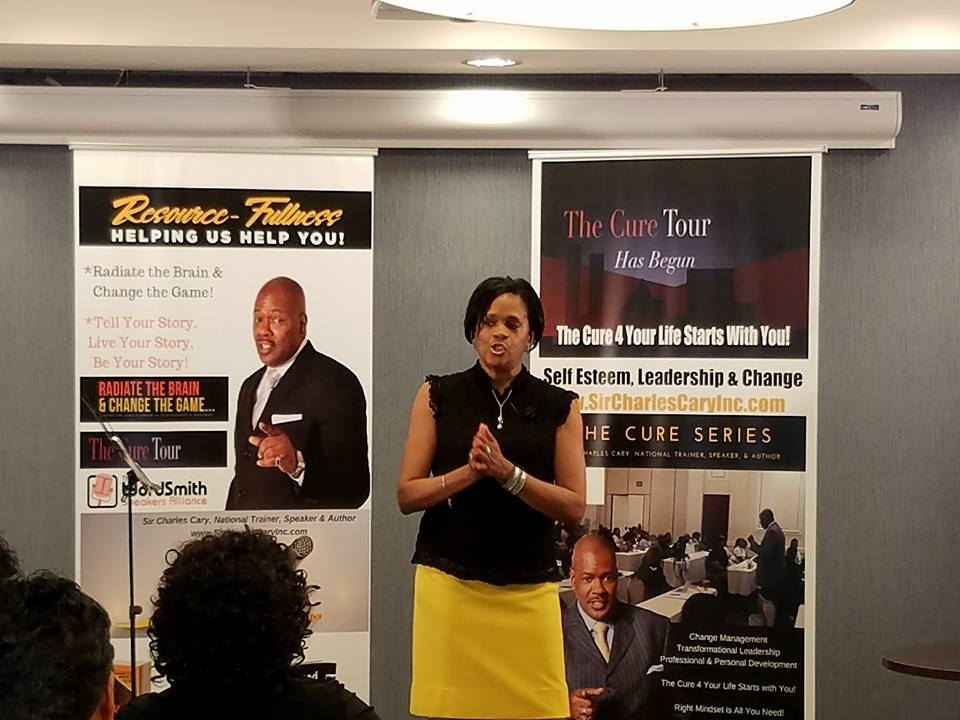 Resource-Fullness
HELPING US HELP YOU!
*Radiate the Brain &
Change the Game!
*Tell Your Story.
Live Your Story.
Be Your Story!
RADIATE THE BRAIN
& CHANGE THE GAME...
The Cure Tour
WordSmith
Speakers Alliance
Sir Charles Cary, National Trainer, Speaker & Author
The Cure Tour
Has Begun
The Cure 4 Your Life Starts With You!
Self Esteem, Leadership & Change
.SirCharlesCaryInc.com
HE CURE SERIES
HARLES CARY, NATIONAL TRAINER, SPEAKER, & AUTHOR
Change Management
Transformational Leadership
Professional & Personal Development
The Cure 4 Your Life Starts with You!
Right Mindset is All You Need!